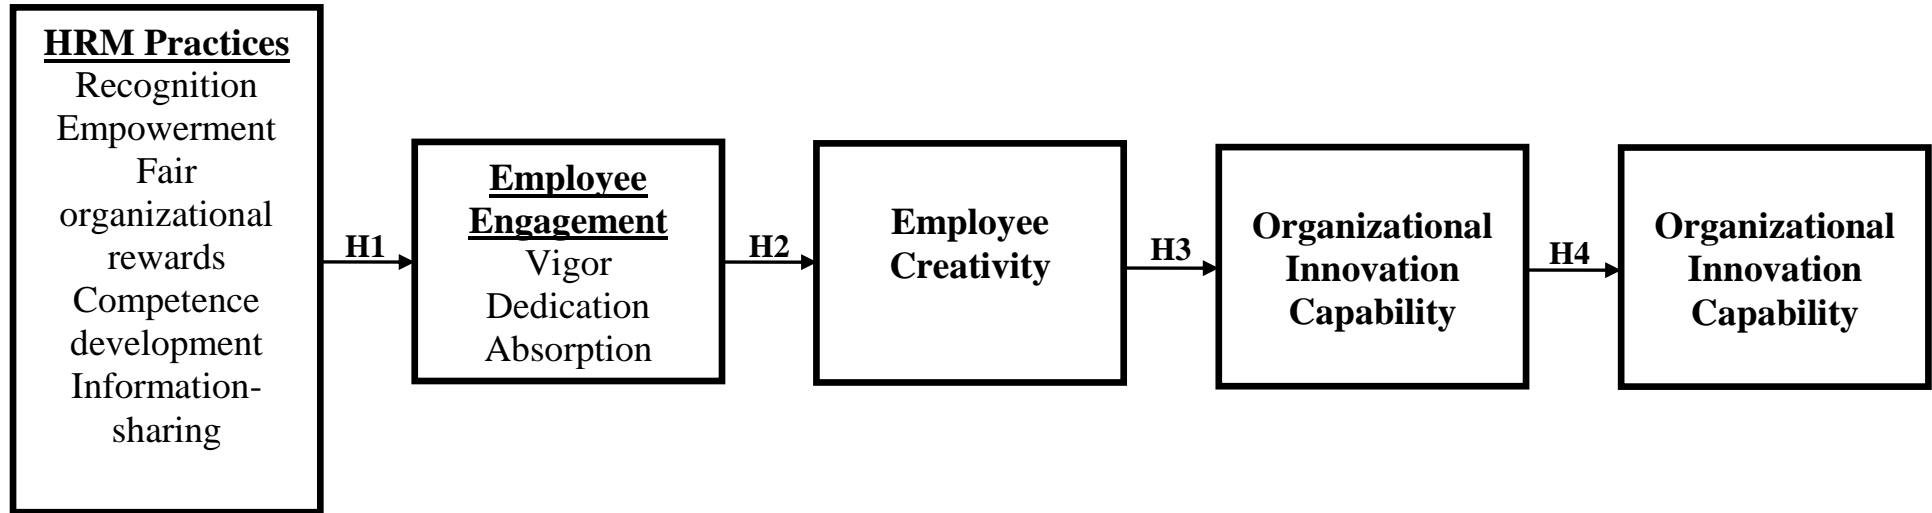 HRM Practices
Recognition
Empowerment
Fair
organizational
rewards
Competence
development
Information-
sharing
H1
Employee
Engagement
Vigor
Dedication
Absorption
H2
Employee
Creativity
H3
Organizational
Innovation
Capability
H4
Organizational
Innovation
Capability